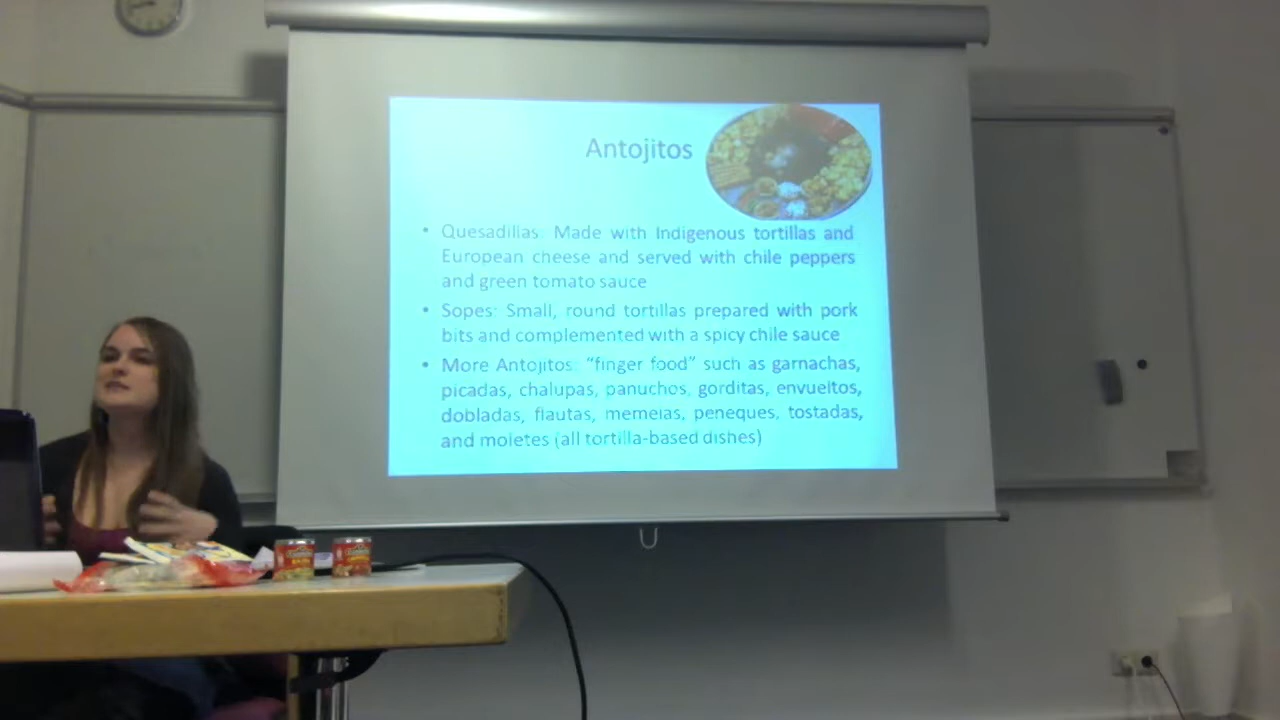 Antojitos
• Quesadillas: Made with Indigenous tortillas and
European cheese and served with chile peppers
and green tomato sauce
• Sopes: Small, round tortillas prepared with pork
bits and complemented with a spicy chile sauce
• More Antojitos: “finger food” such as garnachas,
picadas, chalupas, panuchos, gorditas, envueltos,
dobladas, flautas, memelas, peneques, tostadas,
and moletes (all tortilla-based dishes)